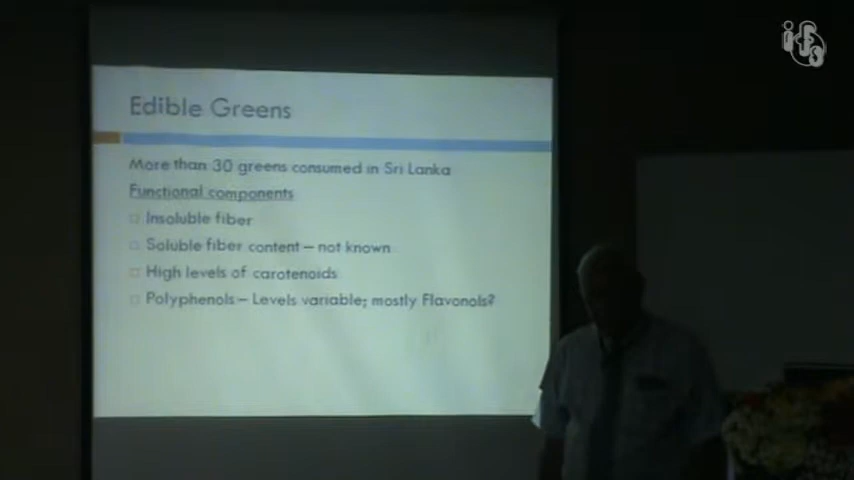 Edible Greens
More than 30 greens consumed in Sri Lanka
Functional components
Insoluble fiber
Soluble fiber content – not known
High levels of carotenoids
Polyphenols – Levels variable; mostly Flavonols?